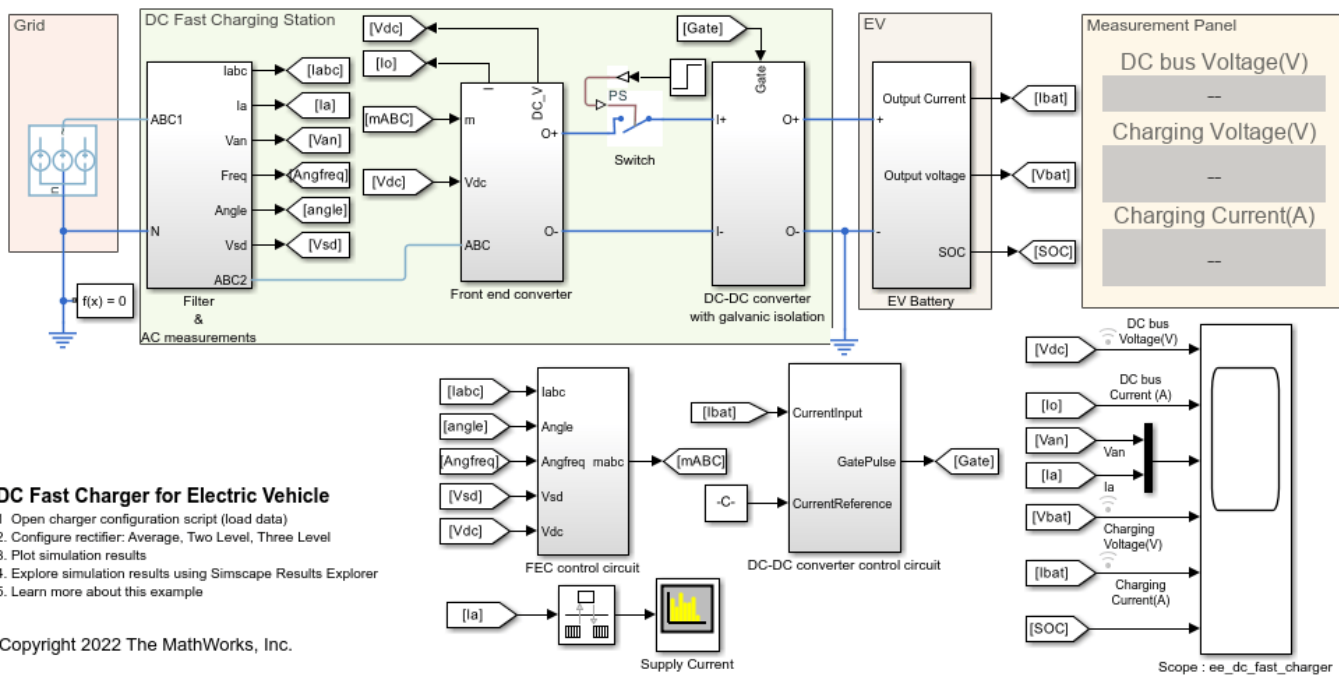 Grid
DC Fast Charging Station
EV
Measurement Panel
[Vdc]
[Gate]
[Io]
Iabc
[Iabc]
Ia
[Ia]
ABC1
Van
[Van]
Freq
[Angfreq]
Angle
[angle]
N
Vsd
[Vsd]
ABC2
Filter
&
AC measurements
f(x) = 0
[mABC]
m
[Vdc]
Vdc
ABC
I
DC_V
O+
O-
Front end converter
PS
Switch
Gate
I+
O+
I-
O-
DC-DC converter
with galvanic isolation
Output Current
+
Output voltage
-
SOC
EV Battery
[Ibat]
[Vbat]
[SOC]
DC bus Voltage(V)
--
Charging Voltage(V)
--
Charging Current(A)
--
[Iabc]
Iabc
[angle]
Angle
[Angfreq]
Angfreq
mabc
[mABC]
[Vsd]
Vsd
[Vdc]
Vdc
FEC control circuit
[Ibat]
CurrentInput
GatePulse
[Gate]
-C-
CurrentReference
DC-DC converter control circuit
[Ia]
Supply Current
[Vdc]
DC bus
Voltage(V)
[Io]
DC bus
Current (A)
[Van]
Van
[Ia]
Ia
[Vbat]
Charging
Voltage(V)
[Ibat]
Charging
Current(A)
[SOC]
Scope : ee_dc_fast_charger
DC Fast Charger for Electric Vehicle
Open charger configuration script (load data)
2. Configure rectifier: Average, Two Level, Three Level
3. Plot simulation results
4. Explore simulation results using Simscape Results Explorer
5. Learn more about this example
Copyright 2022 The MathWorks, Inc.